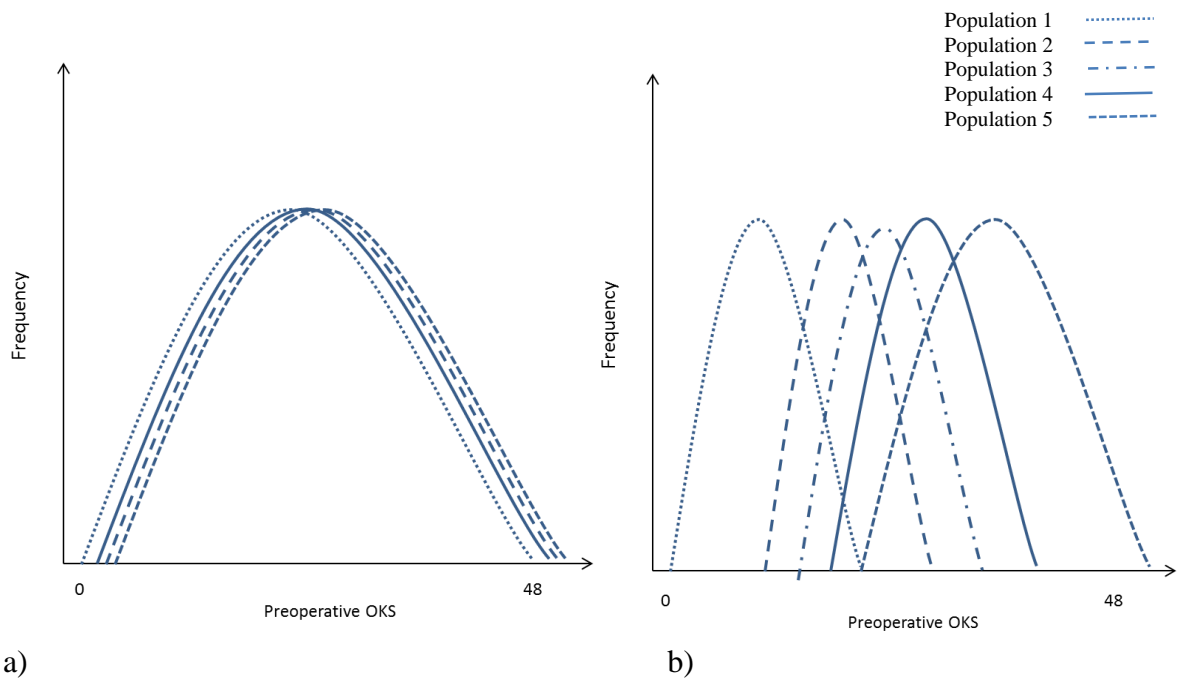 Population 1
Population 2
Population 3
Population 4
Population 5
Frequency
0
48
Preoperative OKS
a)
Frequency
0
48
Preoperative OKS
b)